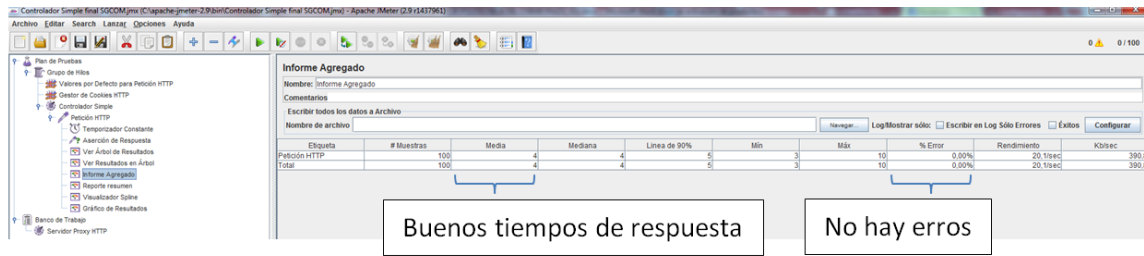 Controlador Simple final SGCOM.jmx (C:\apache-jmeter-2.9\bin\Controlador Simple final SGCOM.jmx) - Apache JMeter (2.9 r1437961)
Archivo Editar Search Lanzar Opciones Ayuda
0 0 / 100
Plan de Pruebas
Grupo de Hilos
Valores por Defecto para Petición HTTP
Gestor de Cookies HTTP
Controlador Simple
Petición HTTP
Temporizador Constante
Aserción de Respuesta
Ver Árbol de Resultados
Ver Resultados en Árbol
Informe Agregado
Reporte resumen
Visualizador Spline
Gráfico de Resultados
Banco de Trabajo
Servidor Proxy HTTP
Informe Agregado
Nombre: Informe Agregado
Comentarios
Escribir todos los datos a Archivo
Nombre de archivo Navegar... Log/Mostrar sólo: Escribir en Log Sólo Errores Éxitos Configurar
Etiqueta # Muestras Media Mediana Linea de 90% Mín Máx % Error Rendimiento Kb/sec
Petición HTTP 100 4 4 5 3 10 0,00% 20,1/sec 390,
Total 100 4 4 5 3 10 0,00% 20,1/sec 390,
Buenos tiempos de respuesta
No hay erros